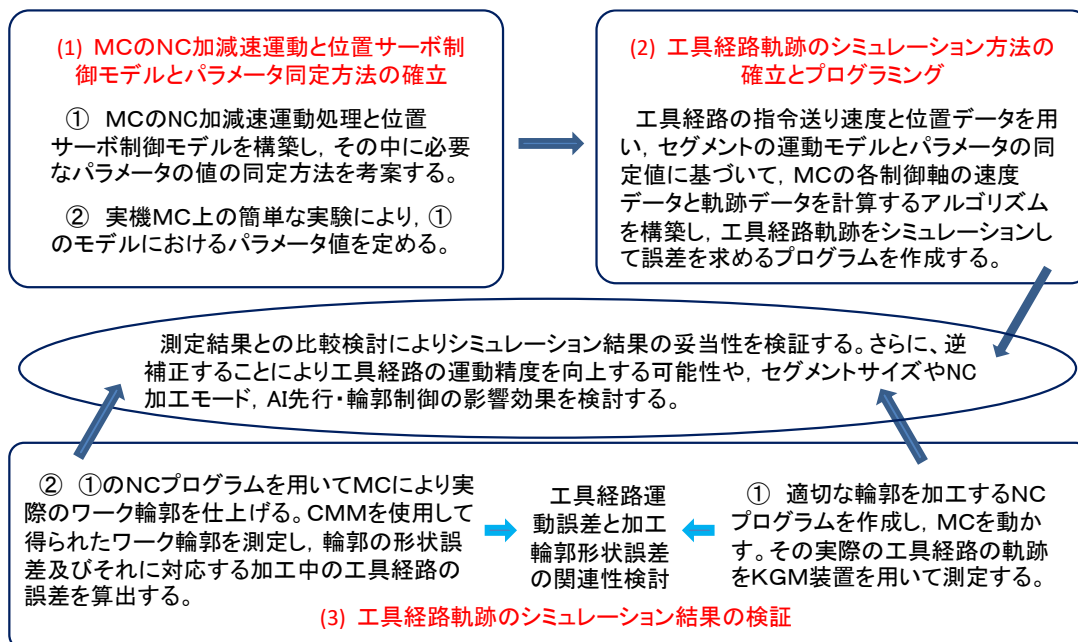 (1) MCのNC加減速運動と位置サーボ制
御モデルとパラメータ同定方法の確立
① MCのNC加減速運動処理と位置
サーボ制御モデルを構築し，その中に必要
なパラメータの値の同定方法を考案する。
② 実機MC上の簡単な実験により，①
のモデルにおけるパラメータ値を定める。
(2) 工具経路軌跡のシミュレーション方法の
確立とプログラミング
工具経路の指令送り速度と位置データを用
い，セグメントの運動モデルとパラメータの同
定値に基づいて，MCの各制御軸の速度
データと軌跡データを計算するアルゴリズム
を構築し，工具経路軌跡をシミュレーションし
て誤差を求めるプログラムを作成する。
測定結果との比較検討によりシミュレーション結果の妥当性を検証する。さらに、逆
補正することにより工具経路の運動精度を向上する可能性や，セグメントサイズやNC
加工モード，AI先行・輪郭制御の影響効果を検討する。
② ①のNCプログラムを用いてMCにより実
際のワーク輪郭を仕上げる。CMMを使用して
得られたワーク輪郭を測定し，輪郭の形状誤
差及びそれに対応する加工中の工具経路の
誤差を算出する。
工具経路運
動誤差と加工
輪郭形状誤差
の関連性検討
① 適切な輪郭を加工するNC
プログラムを作成し，MCを動か
す。その実際の工具経路の軌跡
をKGM装置を用いて測定する。
(3) 工具経路軌跡のシミュレーション結果の検証